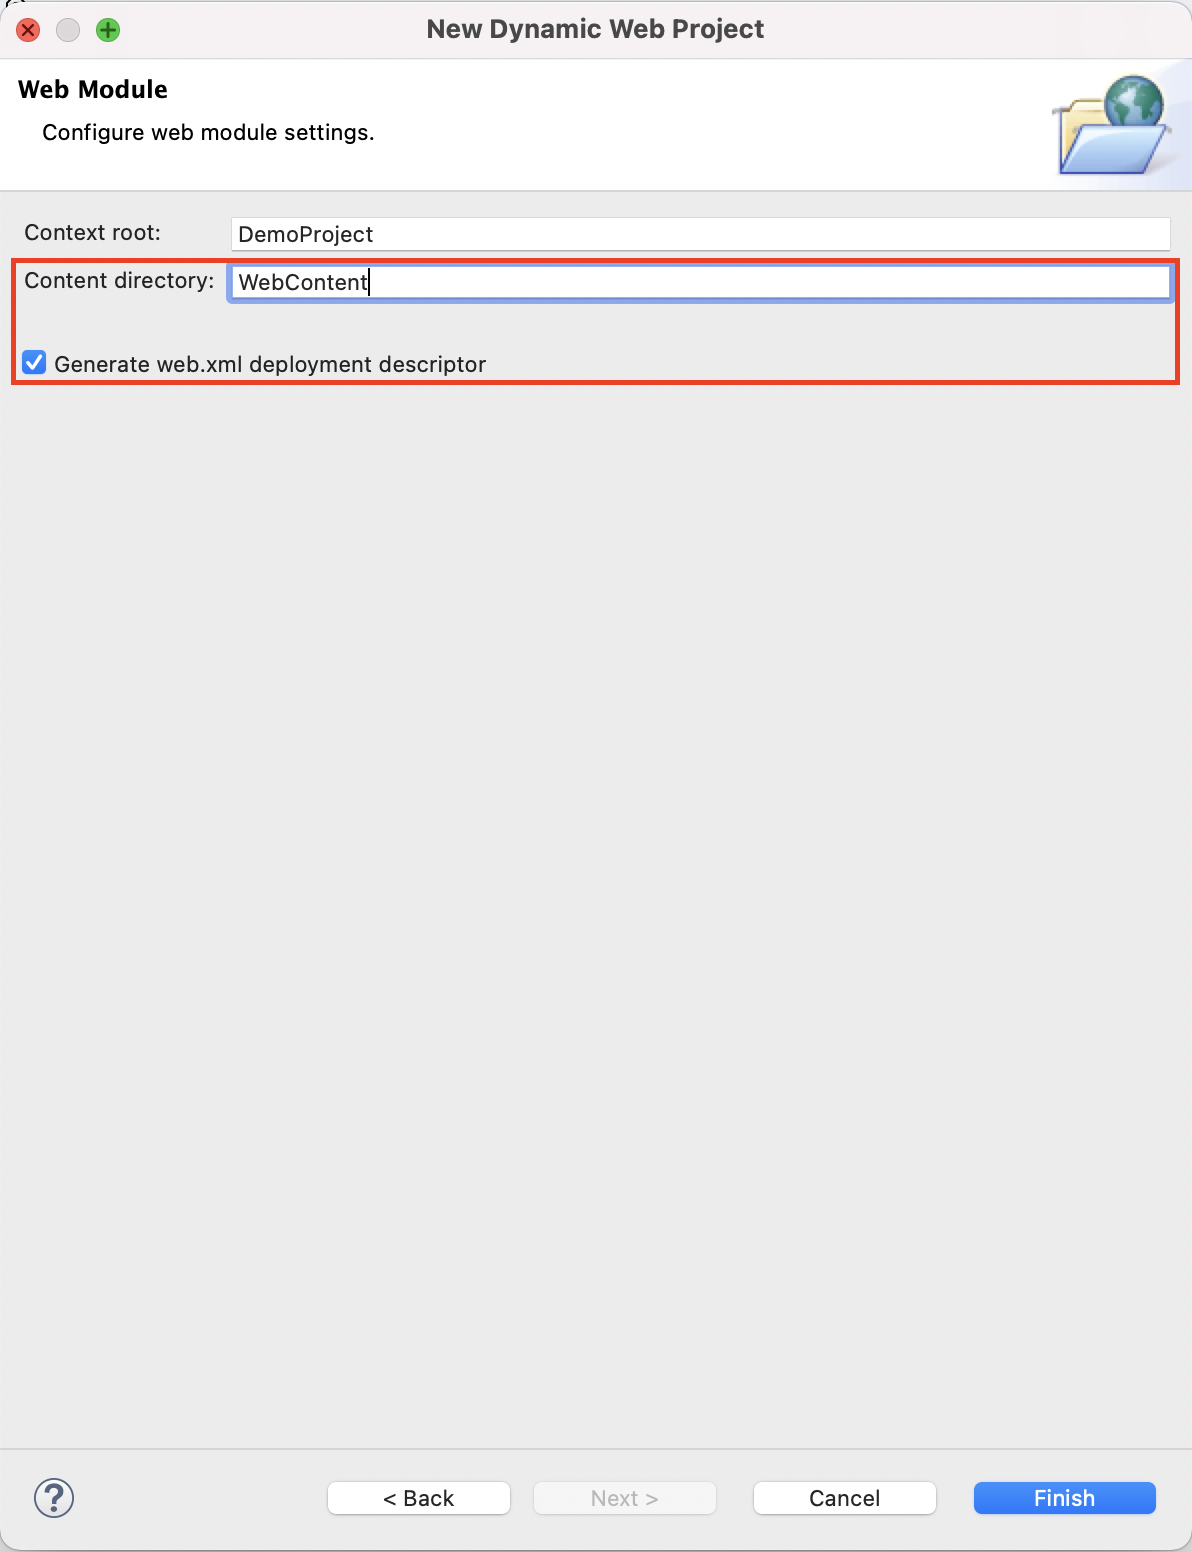 New Dynamic Web Project
Web Module
Configure web module settings.
Context root: DemoProject
Content directory: WebContent
Generate web.xml deployment descriptor
? < Back Next > Cancel Finish